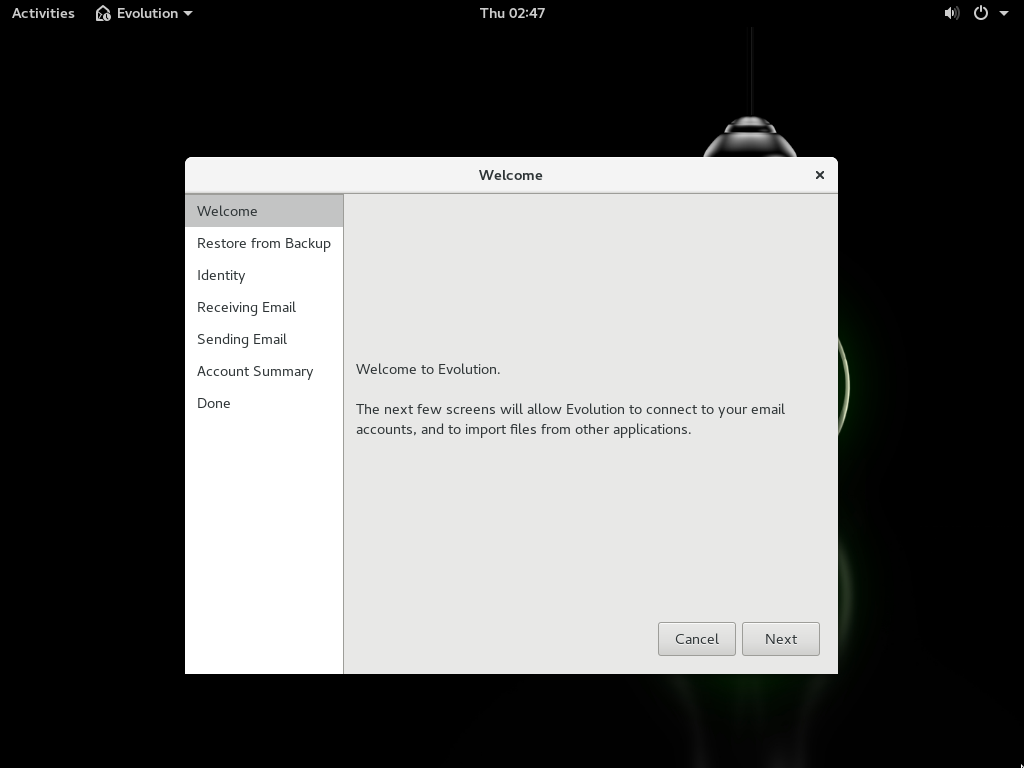 Activities Evolution Thu 02:47
Welcome
Welcome
Restore from Backup
Identity
Receiving Email
Sending Email
Account Summary
Done
Welcome to Evolution.
The next few screens will allow Evolution to connect to your email
accounts, and to import files from other applications.
Cancel Next